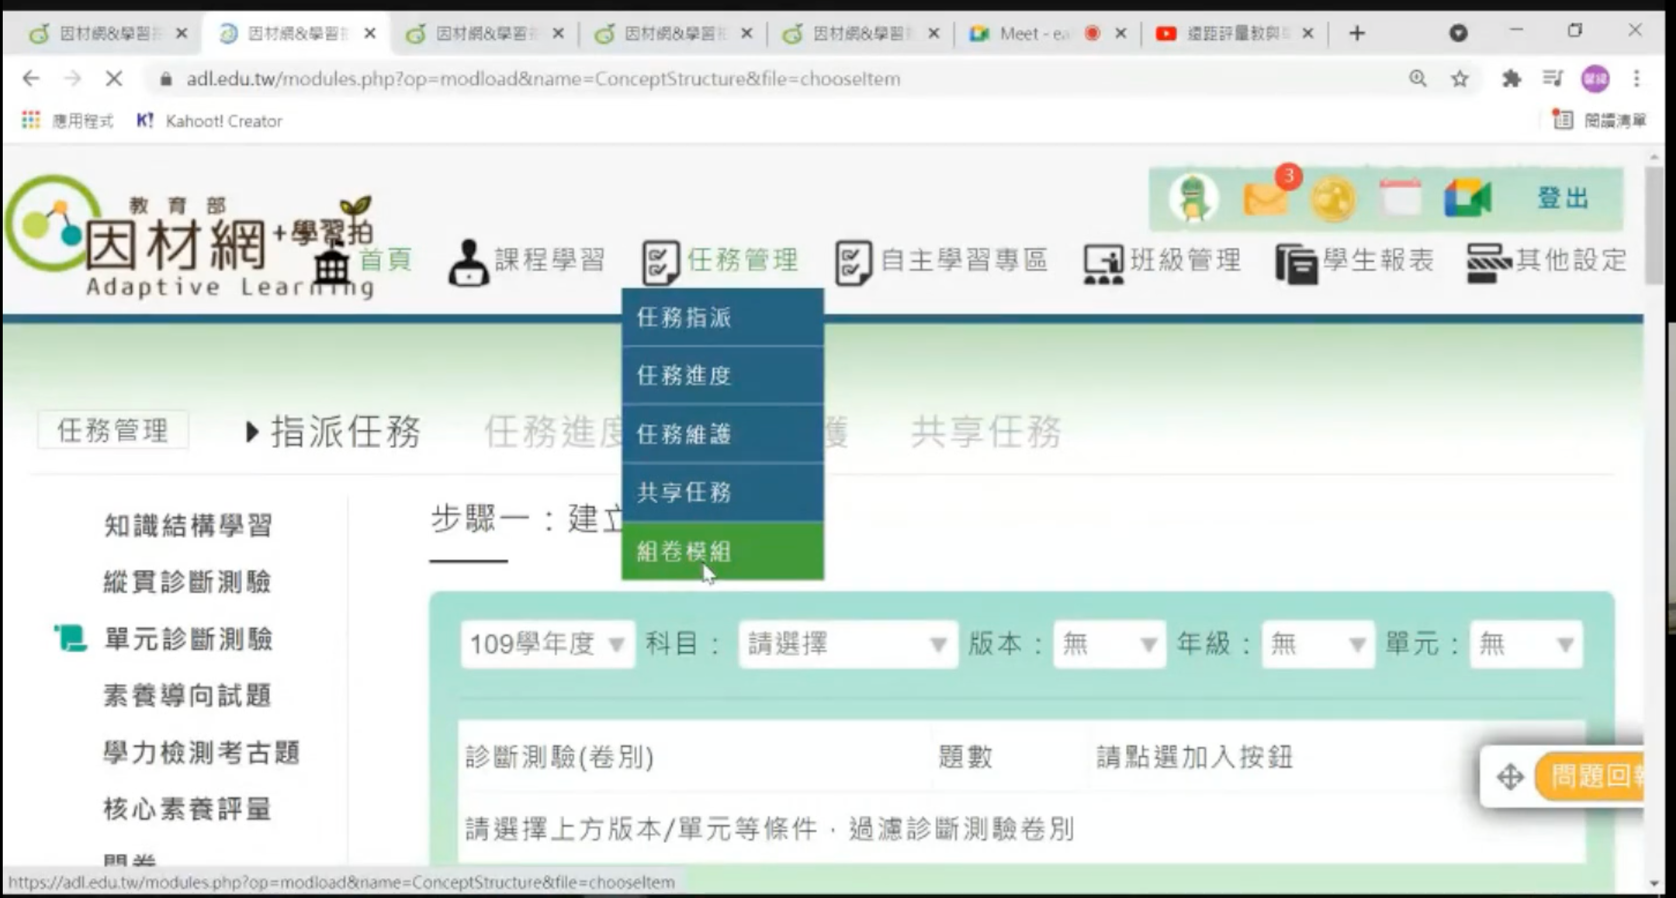 因材網&學習拍
因材網&學習
因材網&學習
因材網&學習
因材網&學習
Meet - ea
遠距評量教與
adl.edu.tw/modules.php?op=modload&name=ConceptStructure&file=chooseItem
應用程式 K! Kahoot! Creator
閱讀清單
3
登出
教育部
因材網+學習拍
Adaptive Learning
首頁 課程學習 任務管理 自主學習專區 班級管理 學生報表 其他設定
任務指派
任務進度
任務維護
共享任務
組卷模組
任務管理 指派任務 任務進度 護 共享任務
知識結構學習
縱貫診斷測驗
單元診斷測驗
素養導向試題
學力檢測考古題
核心素養評量
問卷
步驟一：建立
109學年度 科目： 請選擇 版本： 無 年級： 無 單元： 無
診斷測驗(卷別) 題數 請點選加入按鈕
請選擇上方版本/單元等條件，過濾診斷測驗卷別
問題回報
https://adl.edu.tw/modules.php?op=modload&name=ConceptStructure&file=chooseItem